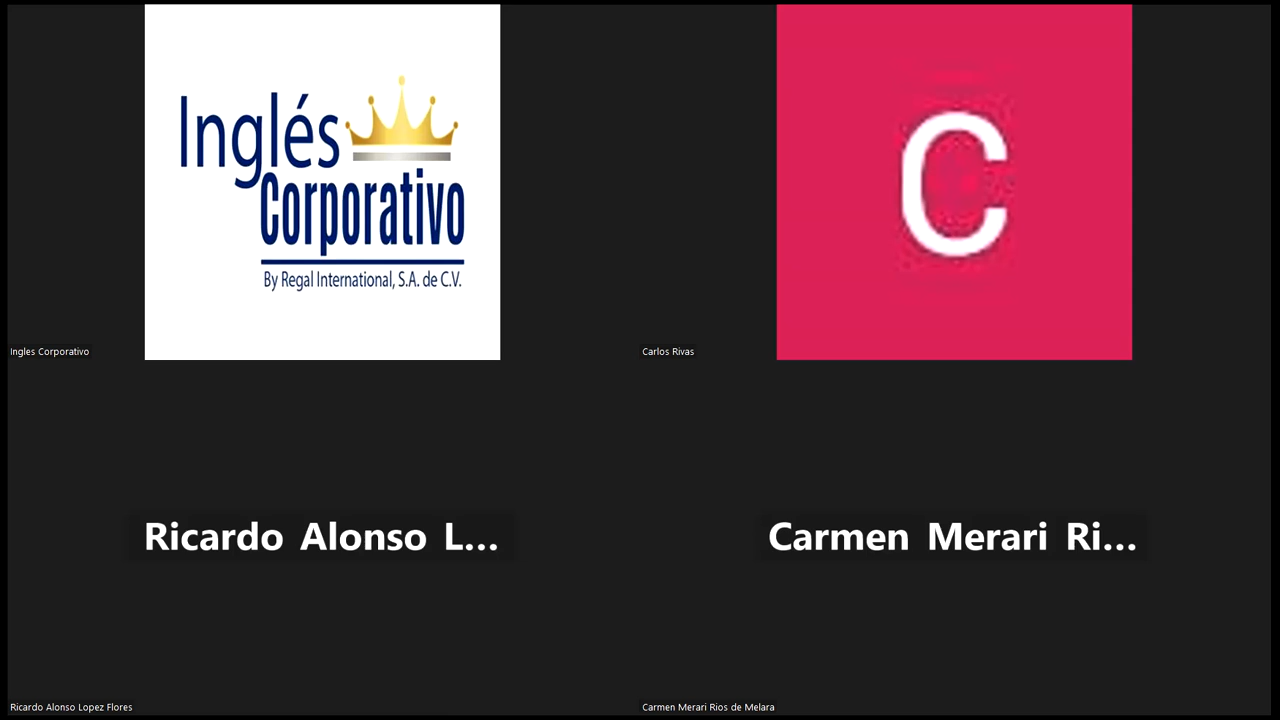 Inglés
Corporativo
By Regal International, S.A. de C.V.
Ingles Corporativo
C
Carlos Rivas
Ricardo Alonso L...
Ricardo Alonso Lopez Flores
Carmen Merari Ri...
Carmen Merari Rios de Melara